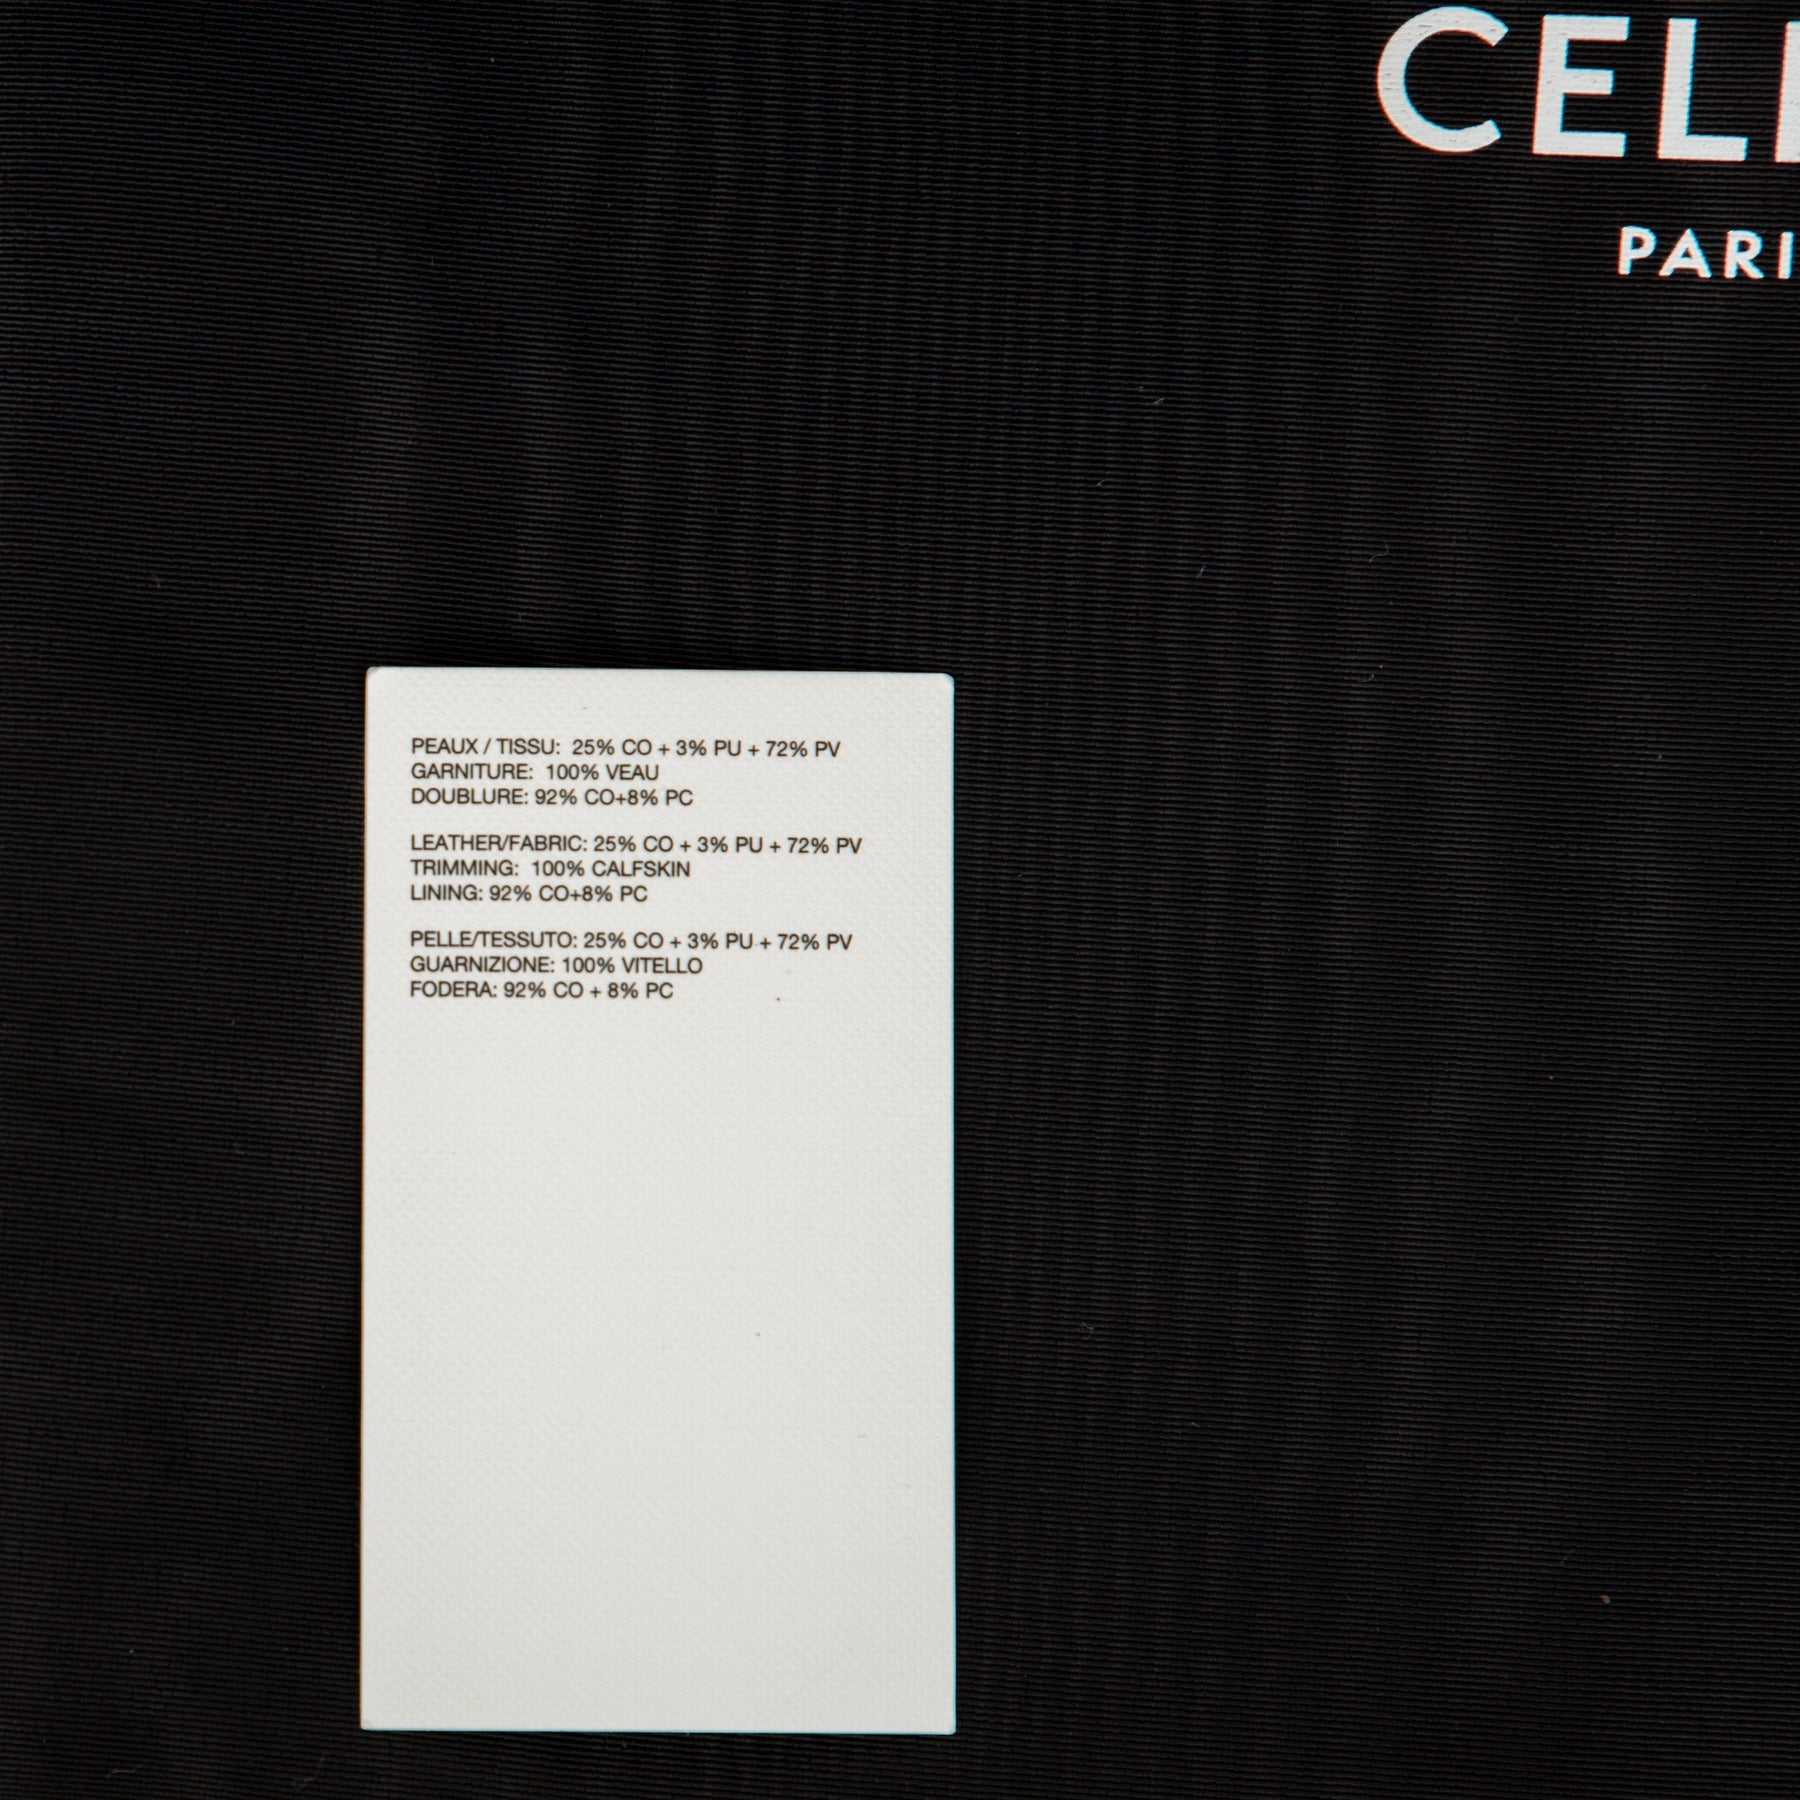 CEL
PARI
PEAUX / TISSU: 25% CO + 3% PU + 72% PV
GARNITURE: 100% VEAU
DOUBLURE: 92% CO+8% PC
LEATHER/FABRIC: 25% CO + 3% PU + 72% PV
TRIMMING: 100% CALFSKIN
LINING: 92% CO+8% PC
PELLE/TESSUTO: 25% CO + 3% PU + 72% PV
GUARNIZIONE: 100% VITELLO
FODERA: 92% CO + 8% PC